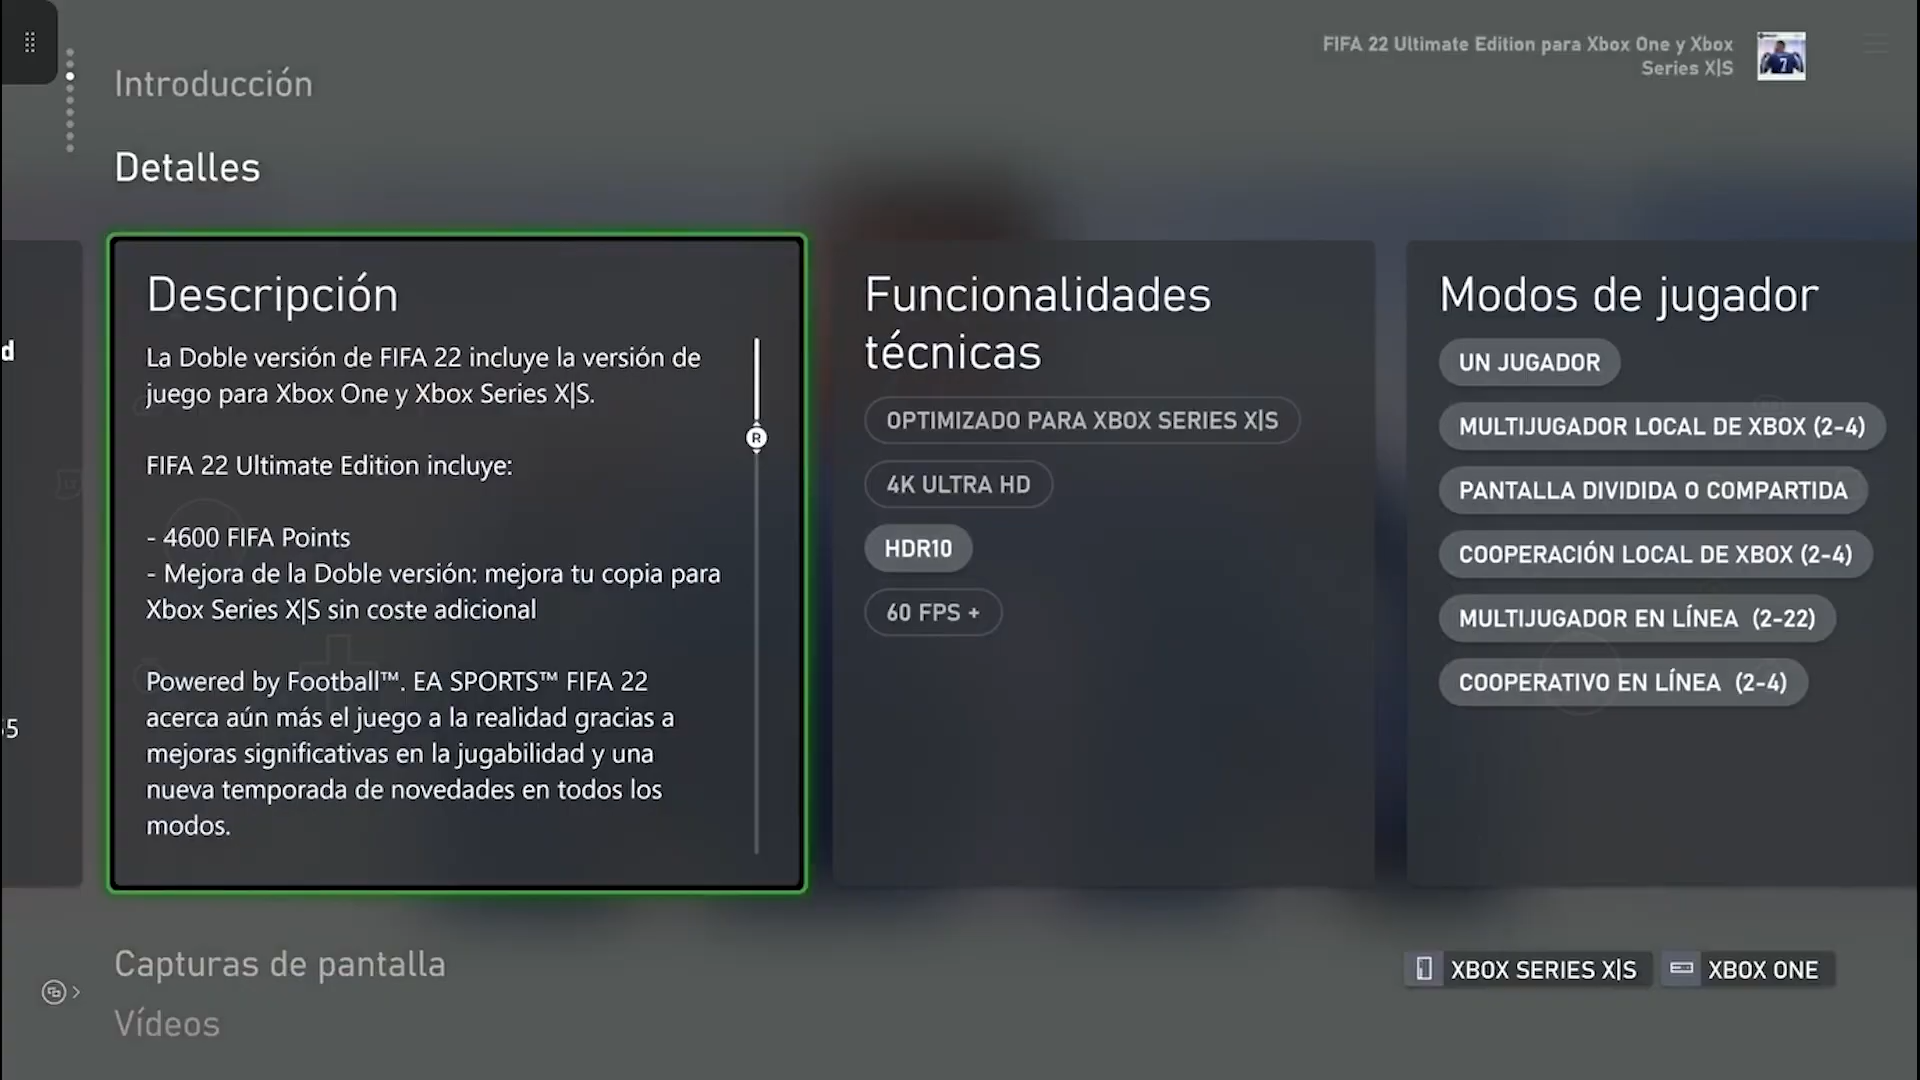 FIFA 22 Ultimate Edition para Xbox One y Xbox
Series X|S
7
Introducción
Detalles
d
55
Descripción
La Doble versión de FIFA 22 incluye la versión de
juego para Xbox One y Xbox Series X|S.
FIFA 22 Ultimate Edition incluye:
- 4600 FIFA Points
- Mejora de la Doble versión: mejora tu copia para
Xbox Series X|S sin coste adicional
Powered by Football™. EA SPORTS™ FIFA 22
acerca aún más el juego a la realidad gracias a
mejoras significativas en la jugabilidad y una
nueva temporada de novedades en todos los
modos.
R
Funcionalidades
técnicas
OPTIMIZADO PARA XBOX SERIES X|S
4K ULTRA HD
HDR10
60 FPS +
Modos de jugador
UN JUGADOR
MULTIJUGADOR LOCAL DE XBOX (2-4)
PANTALLA DIVIDIDA O COMPARTIDA
COOPERACIÓN LOCAL DE XBOX (2-4)
MULTIJUGADOR EN LÍNEA (2-22)
COOPERATIVO EN LÍNEA (2-4)
Capturas de pantalla
Vídeos
XBOX SERIES X|S
XBOX ONE